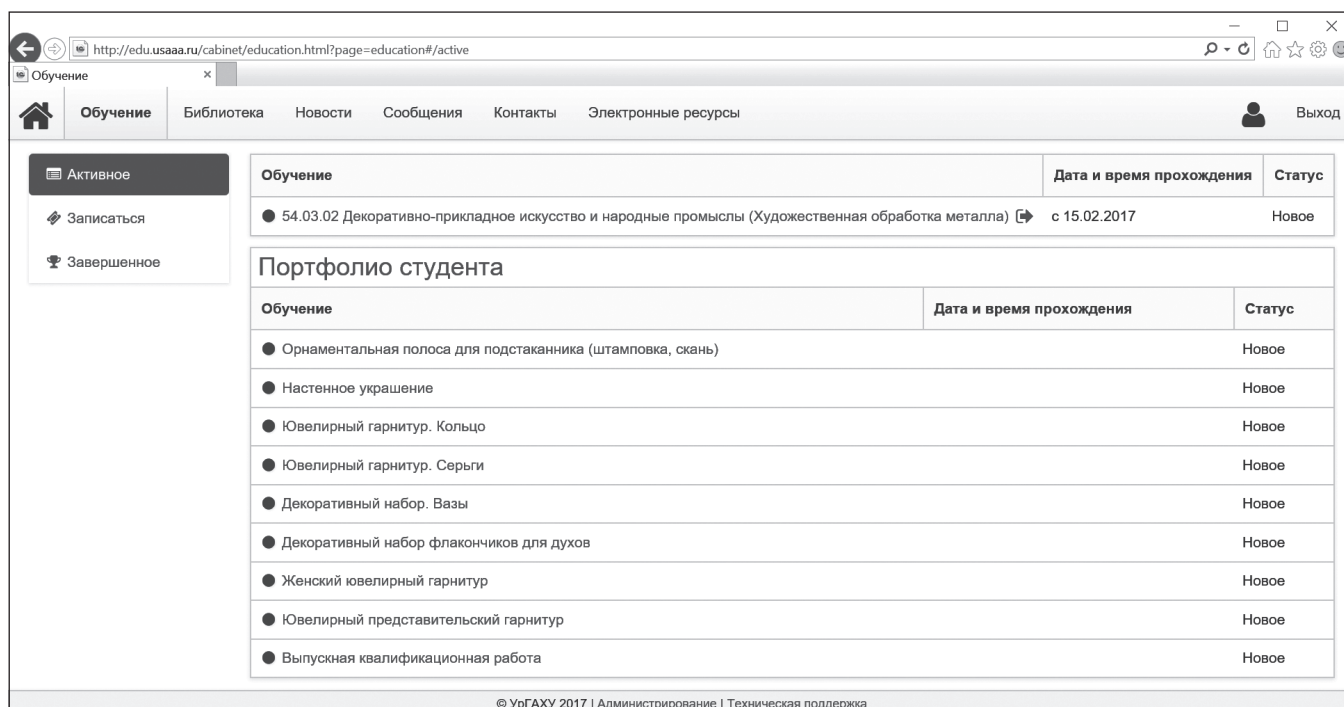 http://edu.usaaa.ru/cabinet/education.html?page=education#/active
Обучение
Обучение Библиотека Новости Сообщения Контакты Электронные ресурсы Выход
Активное
Записаться
Завершенное
Обучение Дата и время прохождения Статус
54.03.02 Декоративно-прикладное искусство и народные промыслы (Художественная обработка металла) с 15.02.2017 Новое
Портфолио студента
Обучение Дата и время прохождения Статус
Орнаментальная полоса для подстаканника (штамповка, скань) Новое
Настенное украшение Новое
Ювелирный гарнитур. Кольцо Новое
Ювелирный гарнитур. Серьги Новое
Декоративный набор. Вазы Новое
Декоративный набор флакончиков для духов Новое
Женский ювелирный гарнитур Новое
Ювелирный представительский гарнитур Новое
Выпускная квалификационная работа Новое
© УрГАХУ 2017 | Администрирование | Техническая поддержка